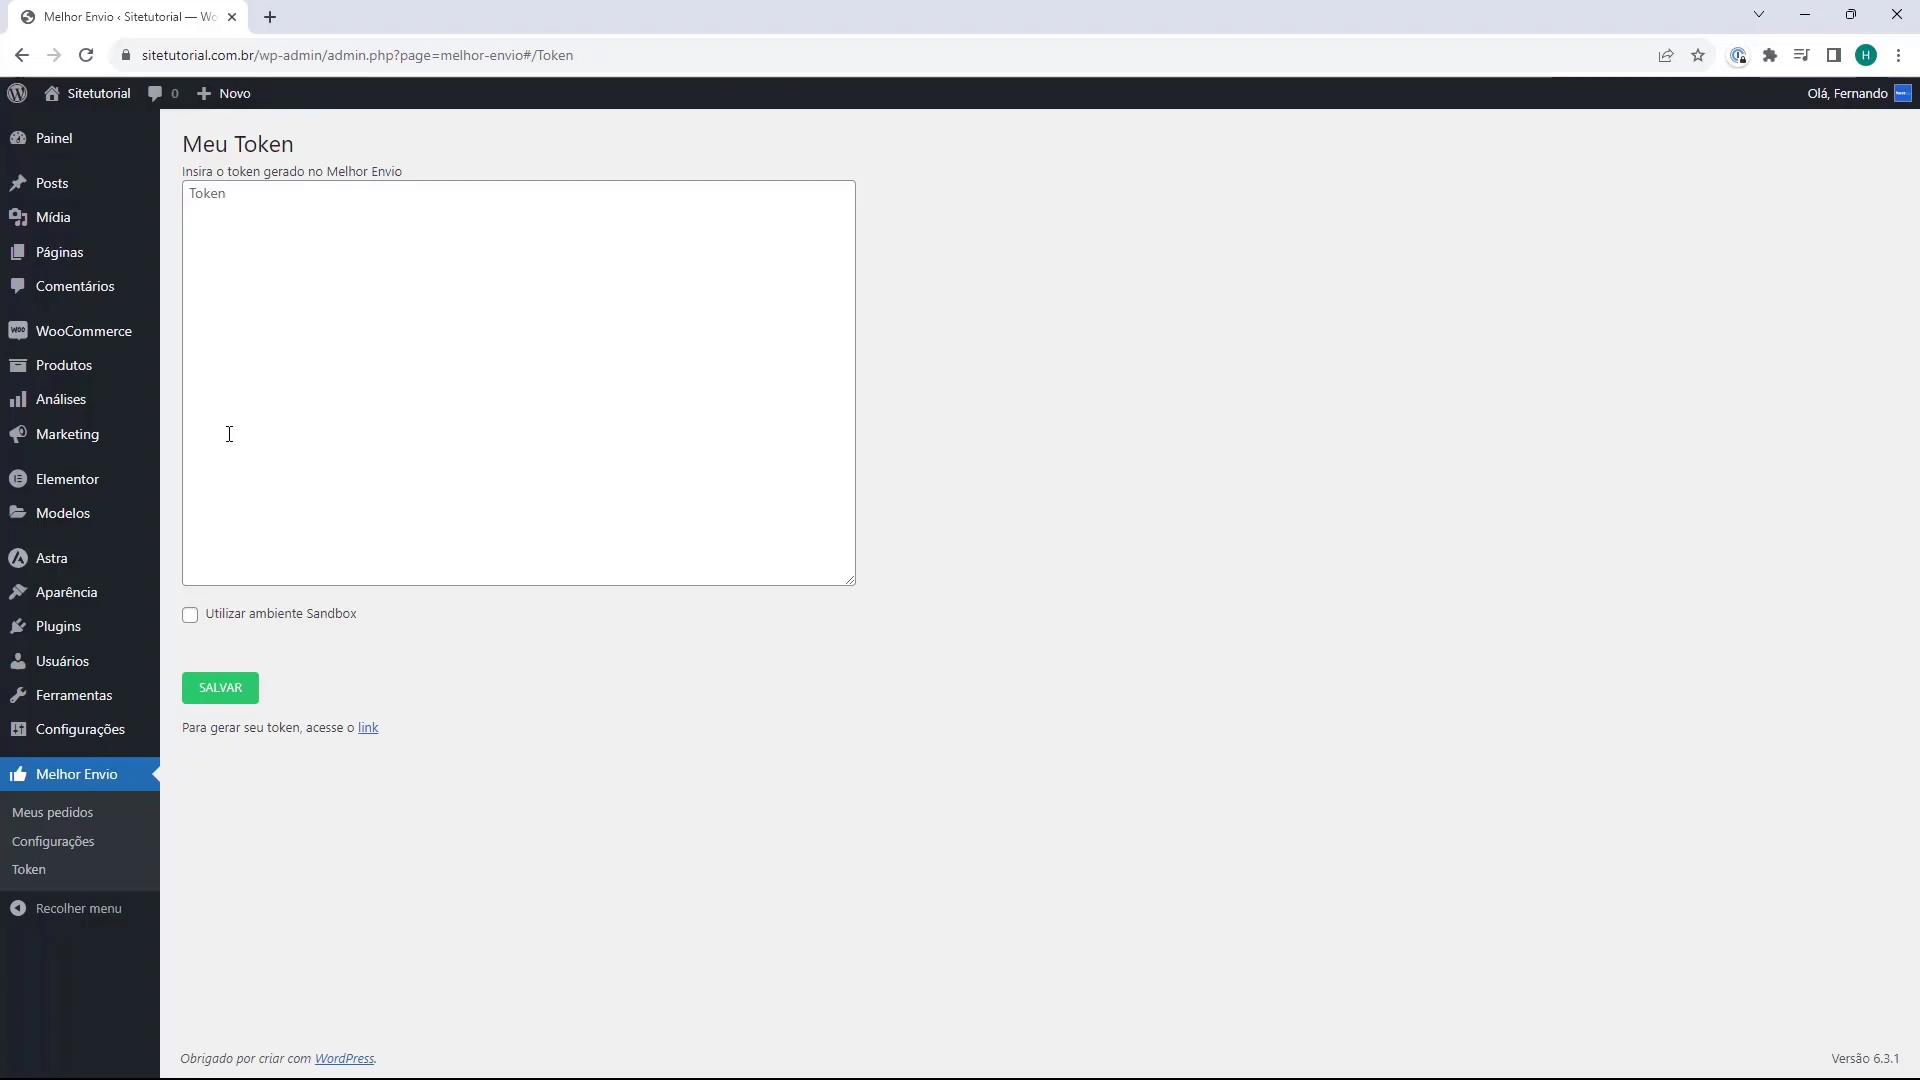 Melhor Envio ‹ Sitetutorial — Wo
sitetutorial.com.br/wp-admin/admin.php?page=melhor-envio#/Token
H
Sitetutorial
0
Novo
Olá, Fernando
Painel
Posts
Mídia
Páginas
Comentários
WooCommerce
Produtos
Análises
Marketing
Elementor
Modelos
Astra
Aparência
Plugins
Usuários
Ferramentas
Configurações
Melhor Envio
Meus pedidos
Configurações
Token
Recolher menu
Meu Token
Insira o token gerado no Melhor Envio
Token
Utilizar ambiente Sandbox
SALVAR
Para gerar seu token, acesse o link
Obrigado por criar com WordPress.
Versão 6.3.1